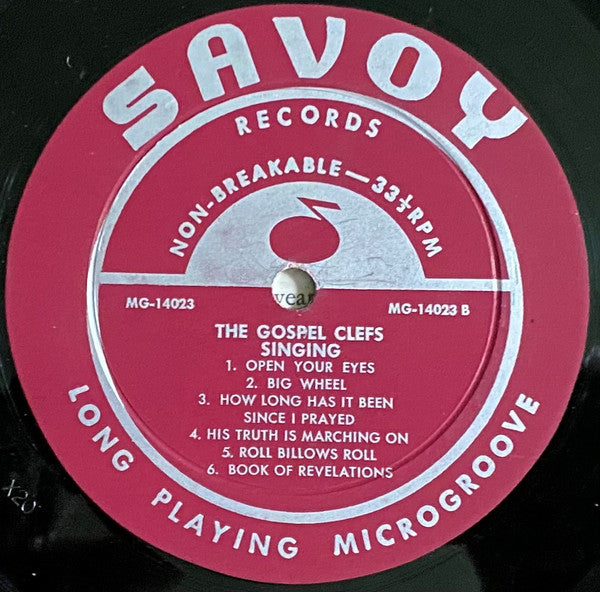 SAVOY
RECORDS
NON-BREAKABLE—33⅓RPM
MG-14023
MG-14023 B
THE GOSPEL CLEFS
SINGING
1. OPEN YOUR EYES
2. BIG WHEEL
3. HOW LONG HAS IT BEEN
SINCE I PRAYED
4. HIS TRUTH IS MARCHING ON
5. ROLL BILLOWS ROLL
6. BOOK OF REVELATIONS
LONG PLAYING MICROGROOVE